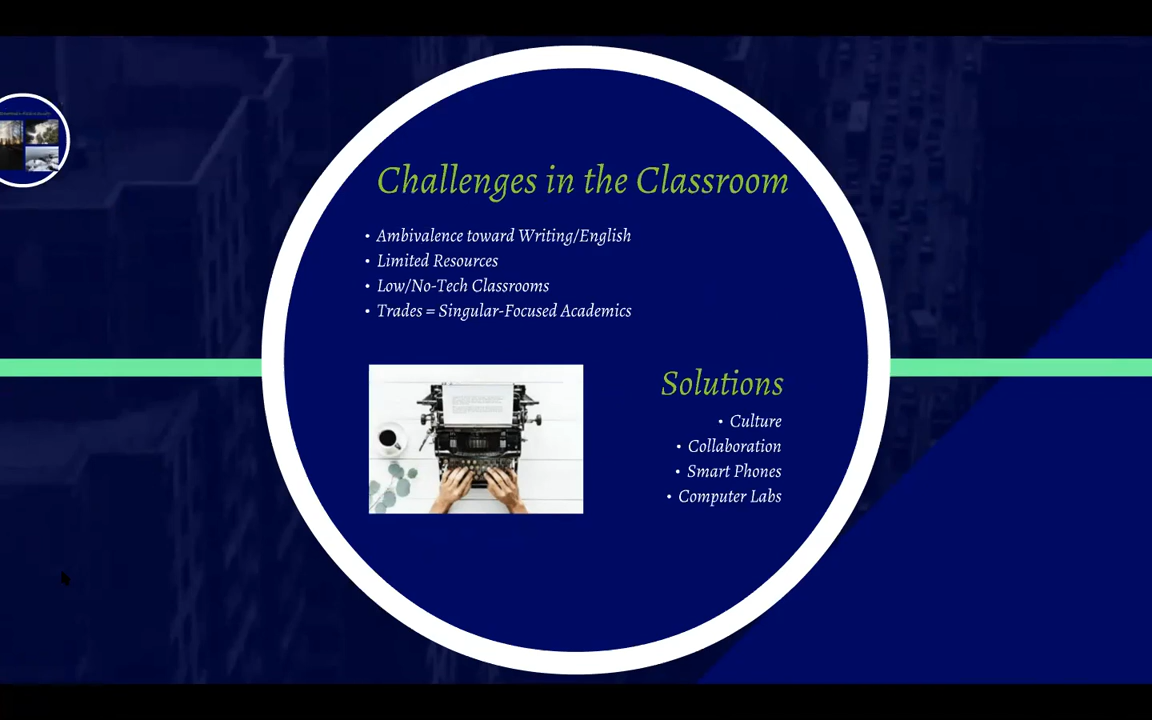 Challenges in the Classroom
• Ambivalence toward Writing/English
• Limited Resources
• Low/No-Tech Classrooms
• Trades = Singular-Focused Academics
Solutions
• Culture
• Collaboration
• Smart Phones
• Computer Labs